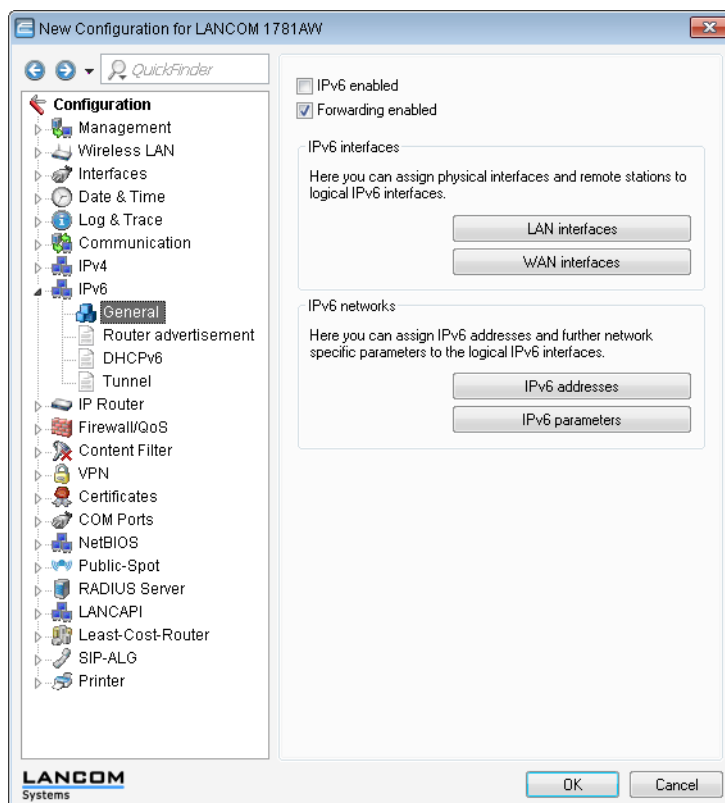 New Configuration for LANCOM 1781AW
QuickFinder
Configuration
Management
Wireless LAN
Interfaces
Date & Time
Log & Trace
Communication
IPv4
IPv6
General
Router advertisement
DHCPv6
Tunnel
IP Router
Firewall/QoS
Content Filter
VPN
Certificates
COM Ports
NetBIOS
Public-Spot
RADIUS Server
LANCAPI
Least-Cost-Router
SIP-ALG
Printer
IPv6 enabled
Forwarding enabled
IPv6 interfaces
Here you can assign physical interfaces and remote stations to
logical IPv6 interfaces.
LAN interfaces
WAN interfaces
IPv6 networks
Here you can assign IPv6 addresses and further network
specific parameters to the logical IPv6 interfaces.
IPv6 addresses
IPv6 parameters
LANCOM
Systems
OK
Cancel